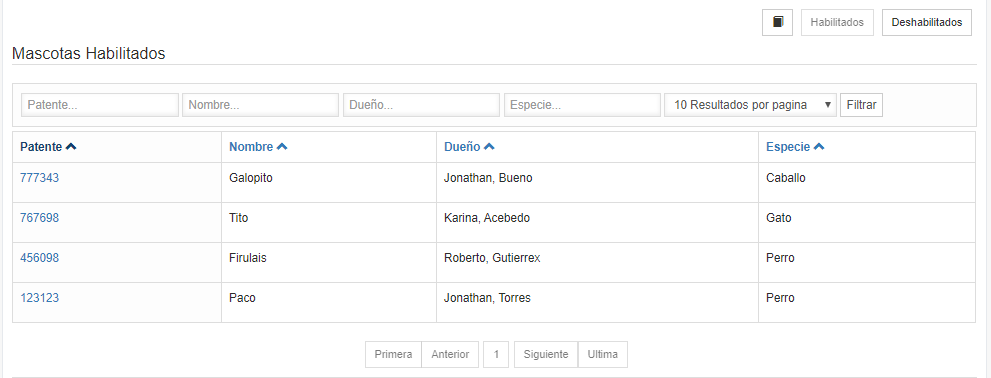 Habilitados Deshabilitados
Mascotas Habilitados
Patente... Nombre... Dueño... Especie... 10 Resultados por pagina Filtrar
Patente Nombre Dueño Especie
777343 Galopito Jonathan, Bueno Caballo
767698 Tito Karina, Acebedo Gato
456098 Firulais Roberto, Gutierrex Perro
123123 Paco Jonathan, Torres Perro
Primera Anterior 1 Siguiente Ultima